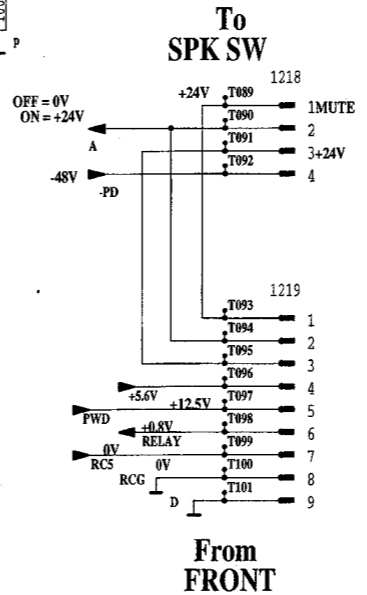 100
P
To
SPK SW
1218
+24V T089
1MUTE
OFF = 0V
ON = +24V
T090
2
A
T091
3+24V
T092
-48V
-PD
4
1219
T093
1
T094
2
T095
3
T096
+5.6V
4
T097
+12.5V
PWD
5
T098
+0.8V
RELAY
6
T099
0V
RC5
7
T100
0V
RCG
8
T101
D
9
From
FRONT